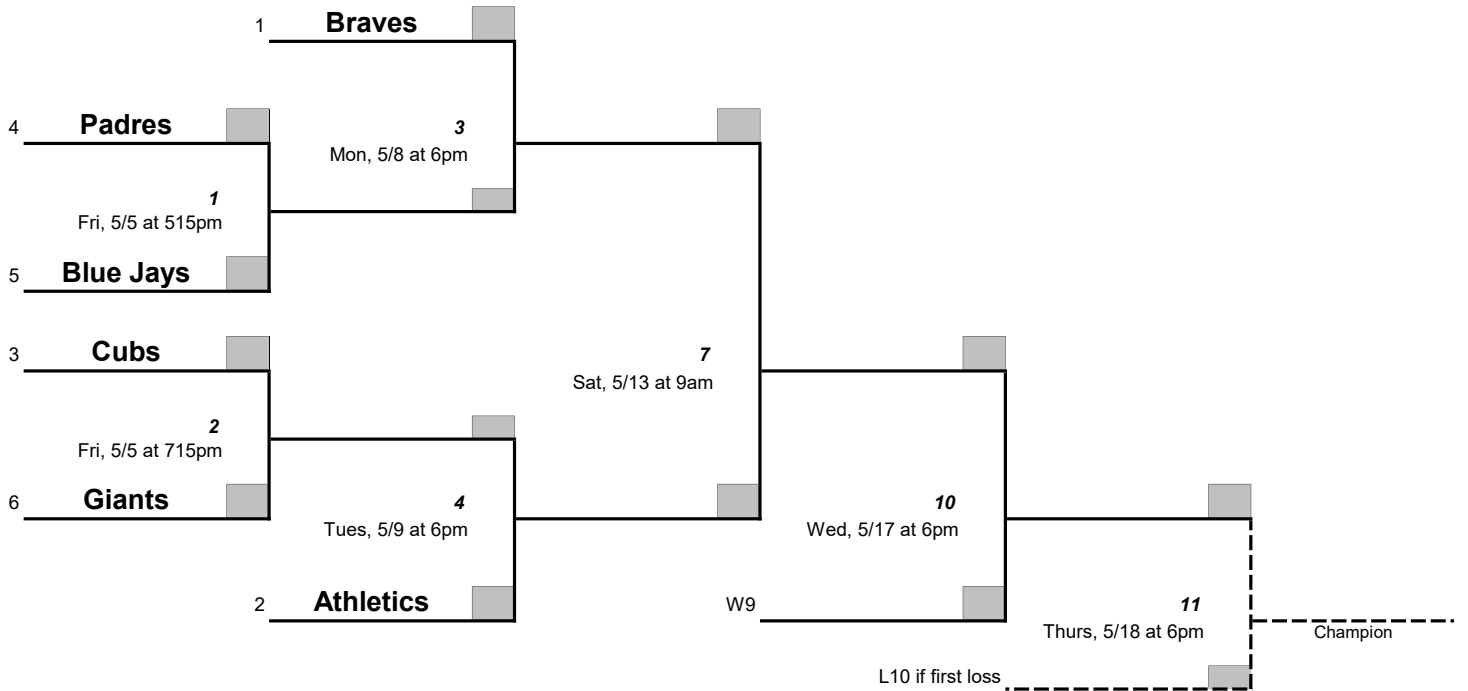 1 Braves
4 Padres
3
Mon, 5/8 at 6pm
1
Fri, 5/5 at 515pm
5 Blue Jays
3 Cubs
7
Sat, 5/13 at 9am
2
Fri, 5/5 at 715pm
6 Giants
4
Tues, 5/9 at 6pm
10
Wed, 5/17 at 6pm
2 Athletics
W9
11
Thurs, 5/18 at 6pm
Champion
L10 if first loss